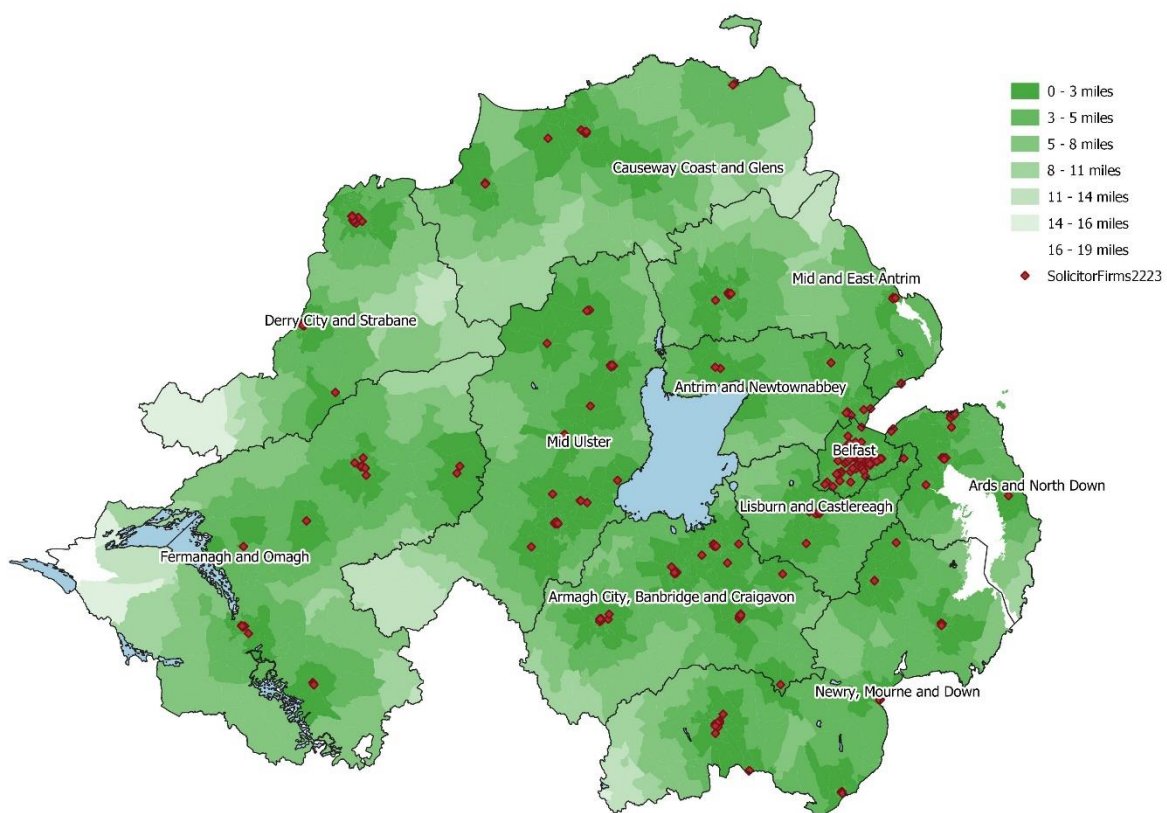 0 - 3 miles
3 - 5 miles
5 - 8 miles
8 - 11 miles
11 - 14 miles
14 - 16 miles
16 - 19 miles
SolicitorFirms2223
Causeway Coast and Glens
Mid and East Antrim
Derry City and Strabane
Antrim and Newtownabbey
Mid Ulster
Belfast
Ards and North Down
Lisburn and Castlereagh
Fermanagh and Omagh
Armagh City, Banbridge and Craigavon
Newry, Mourne and Down